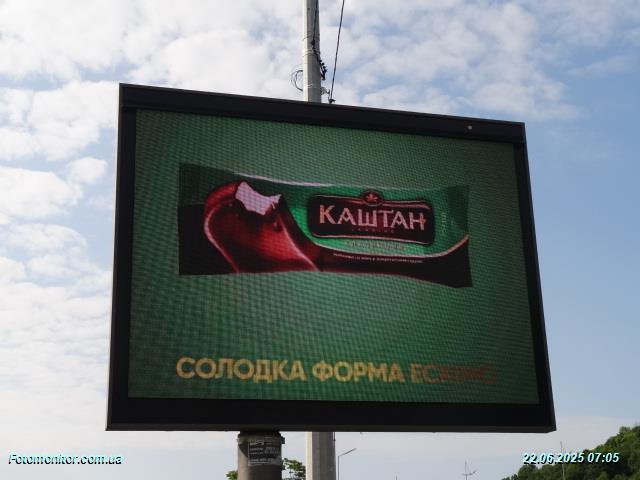 КАШТАН
СОЛОДКА ФОРМА ЕСКІМО
Fotomonitor.com.ua
22.06.2025 07:05